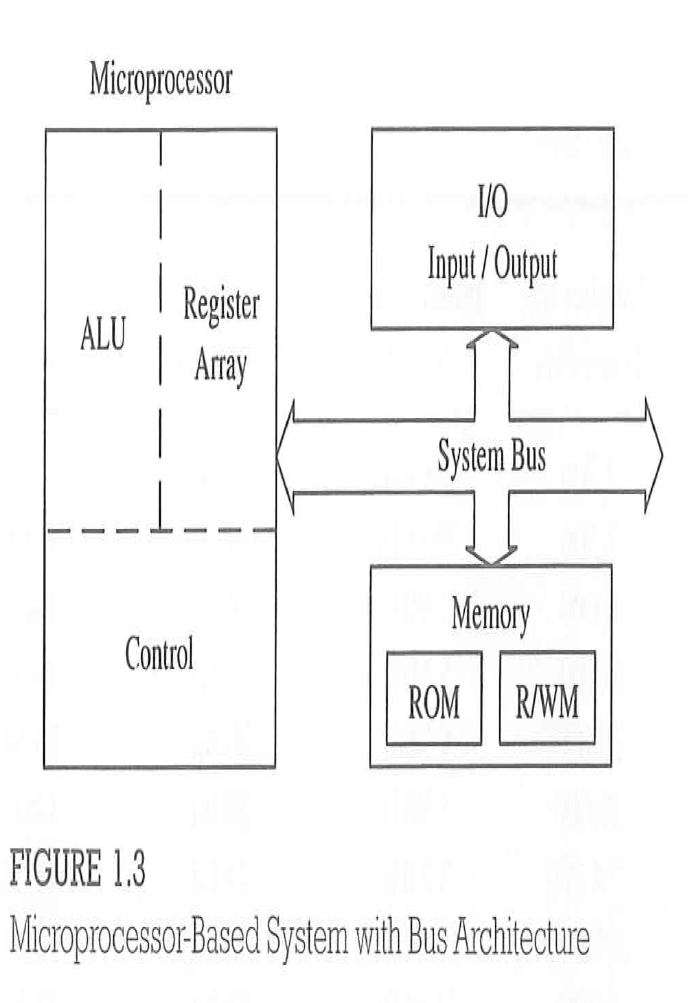 Microprocessor
ALU
Register
Array
Control
I/O
Input / Output
System Bus
Memory
ROM
R/WM
FIGURE 1.3
Microprocessor-Based System with Bus Architecture